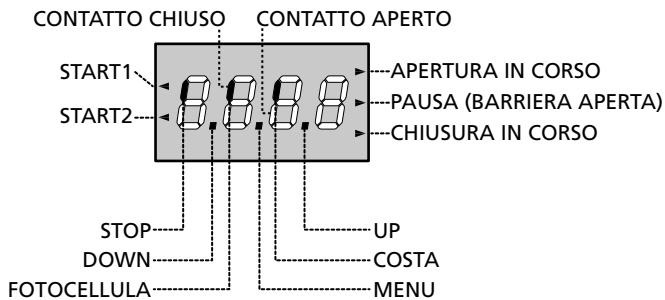 CONTATTO CHIUSO
CONTATTO APERTO
START1
START2
APERTURA IN CORSO
PAUSA (BARRIERA APERTA)
CHIUSURA IN CORSO
STOP
DOWN
FOTOCELLULA
UP
COSTA
MENU